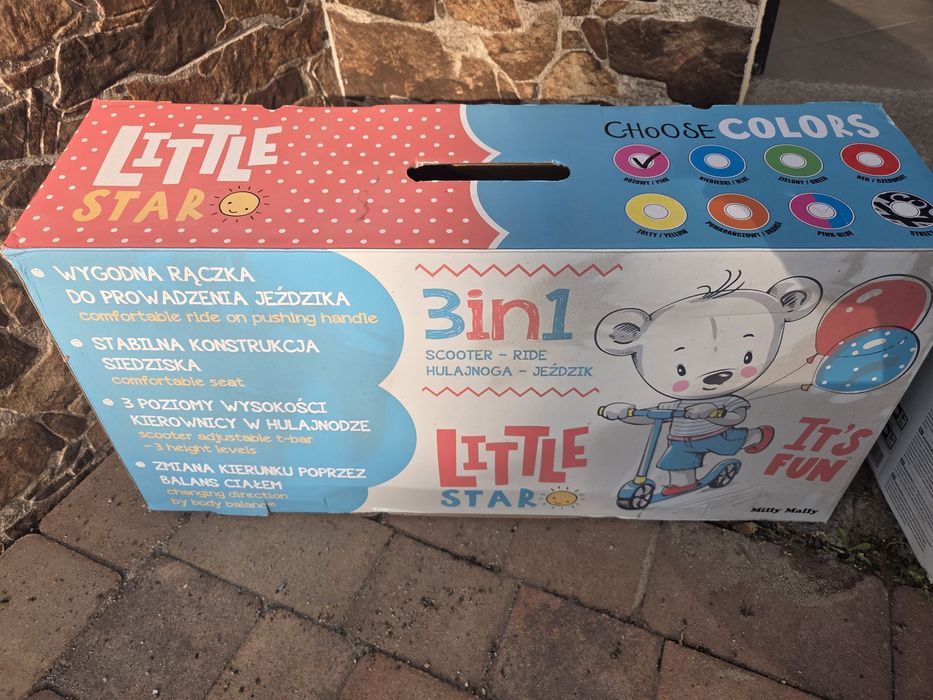 LITTLE
STAR
CHOOSE COLORS
RÓŻOWY / PINK
NIEBIESKI / BLUE
ZIELONY / GREEN
RED / CZERWONY
ŻÓŁTY / YELLOW
POMARAŃCZOWY / ORANGE
PINK-BLUE
STREET
WYGODNA RĄCZKA
DO PROWADZENIA JEŹDZIKA
comfortable ride on pushing handle
STABILNA KONSTRUKCJA
SIEDZISKA
comfortable seat
3 POZIOMY WYSOKOŚCI
KIEROWNICY W HULAJNODZE
scooter adjustable t-bar
- 3 height levels
ZMIANA KIERUNKU POPRZEZ
BALANS CIAŁEM
changing direction
by body balance
3in1
SCOOTER - RIDE
HULAJNOGA - JEŹDZIK
LITTLE
STAR
IT'S
FUN
Milly Mally